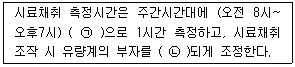 시료채취 측정시간은 주간시간대에 (오전 8시~
오후7시) ( ㉠ )으로 1시간 측정하고, 시료채취
조작 시 유량계의 부자를 ( ㉡ )되게 조정한다.